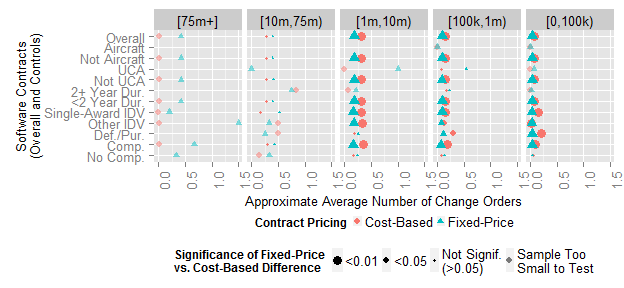 [75m+] [10m,75m) [1m,10m) [100k,1m) [0,100k)
Software Contracts
(Overall and Controls)
Overall
Aircraft
Not Aircraft
UCA
Not UCA
2+ Year Dur.
<2 Year Dur.
Single-Award IDV
Other IDV
Def./Pur.
Comp.
No Comp.
0.0 0.5 1.0 1.5 0.0 0.5 1.0 1.5 0.0 0.5 1.0 1.5 0.0 0.5 1.0 1.5 0.0 0.5 1.0 1.5
Approximate Average Number of Change Orders
Contract Pricing Cost-Based Fixed-Price
Significance of Fixed-Price
vs. Cost-Based Difference
<0.01 <0.05 Not Signif.
(>0.05)
Sample Too
Small to Test